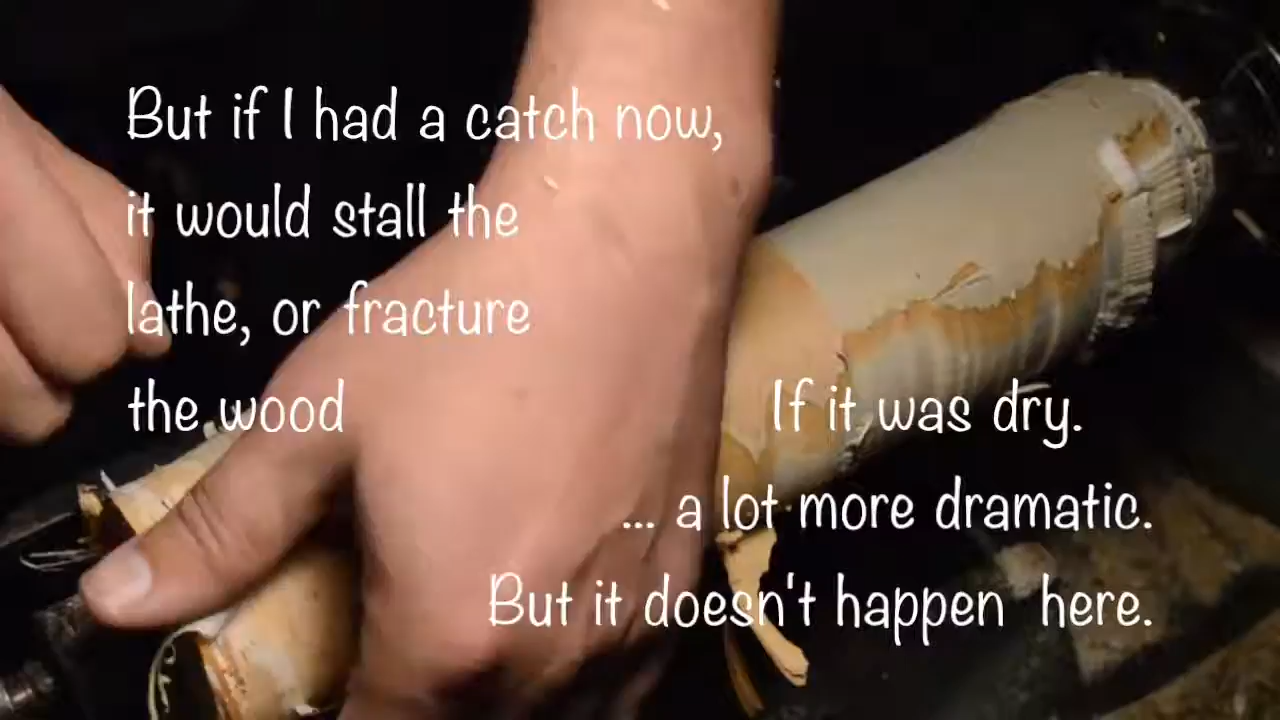 But if I had a catch now,
it would stall the
lathe, or fracture
the wood
If it was dry.
... a lot more dramatic.
But it doesn't happen here.